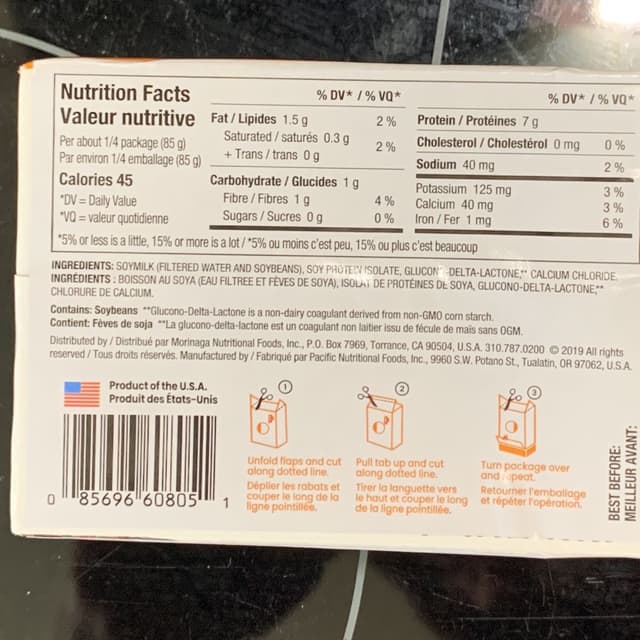 Nutrition Facts
Valeur nutritive
Per about 1/4 package (85 g)
Par environ 1/4 emballage (85 g)
Calories 45
*DV = Daily Value
*VQ = valeur quotidienne
% DV* / % VQ*
Fat / Lipides 1.5 g 2 %
Saturated / saturés 0.3 g
+ Trans / trans 0 g 2 %
Carbohydrate / Glucides 1 g
Fibre / Fibres 1 g 4 %
Sugars / Sucres 0 g 0 %
% DV* / % VQ*
Protein / Protéines 7 g
Cholesterol / Cholestérol 0 mg 0 %
Sodium 40 mg 2 %
Potassium 125 mg 3 %
Calcium 40 mg 3 %
Iron / Fer 1 mg 6 %
*5% or less is a little, 15% or more is a lot / *5% ou moins c'est peu, 15% ou plus c'est beaucoup
INGREDIENTS: SOYMILK (FILTERED WATER AND SOYBEANS), SOY PROTEIN ISOLATE, GLUCONO-DELTA-LACTONE,** CALCIUM CHLORIDE.
INGRÉDIENTS : BOISSON AU SOYA (EAU FILTREE ET FÈVES DE SOYA), ISOLAT DE PROTÉINES DE SOYA, GLUCONO-DELTA-LACTONE,**
CHLORURE DE CALCIUM.
Contains: Soybeans **Glucono-Delta-Lactone is a non-dairy coagulant derived from non-GMO corn starch.
Contient: Fèves de soja **La glucono-delta-lactone est un coagulant non laitier issu de fécule de maïs sans OGM.
Distributed by / Distribué par Morinaga Nutritional Foods, Inc., P.O. Box 7969, Torrance, CA 90504, U.S.A. 310.787.0200 © 2019 All rights
reserved / Tous droits réservés. Manufactured by / Fabriqué par Pacific Nutritional Foods, Inc., 9960 S.W. Potano St., Tualatin, OR 97062, U.S.A.
Product of the U.S.A.
Produit des États-Unis
0 85696 60805 1
1
Unfold flaps and cut
along dotted line.
Déplier les rabats et
couper le long de la
ligne pointillée.
2
Pull tab up and cut
along dotted line.
Tirer la languette vers
le haut et couper le long
de la ligne pointillée.
3
Turn package over
and repeat.
Retourner l'emballage
et répéter l'opération.
BEST BEFORE:
MEILLEUR AVANT: